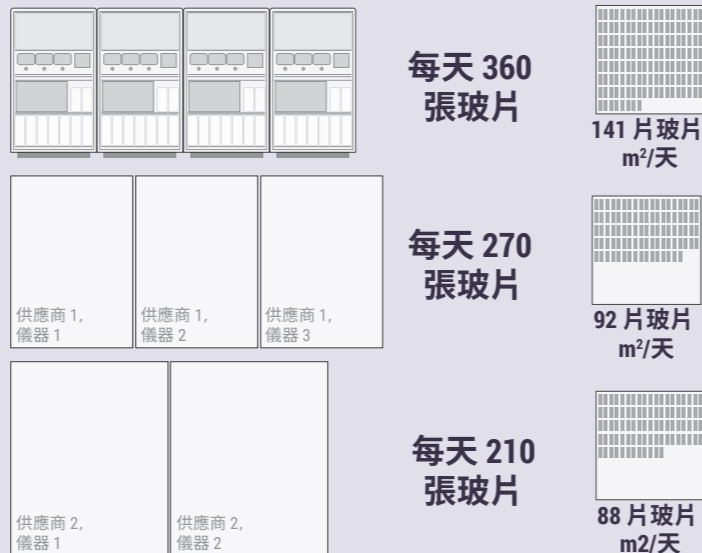 每天 360
張玻片
141 片玻片
m²/天
供應商 1,
儀器 1
供應商 1,
儀器 2
供應商 1,
儀器 3
每天 270
張玻片
92 片玻片
m²/天
供應商 2,
儀器 1
供應商 2,
儀器 2
每天 210
張玻片
88 片玻片
m2/天